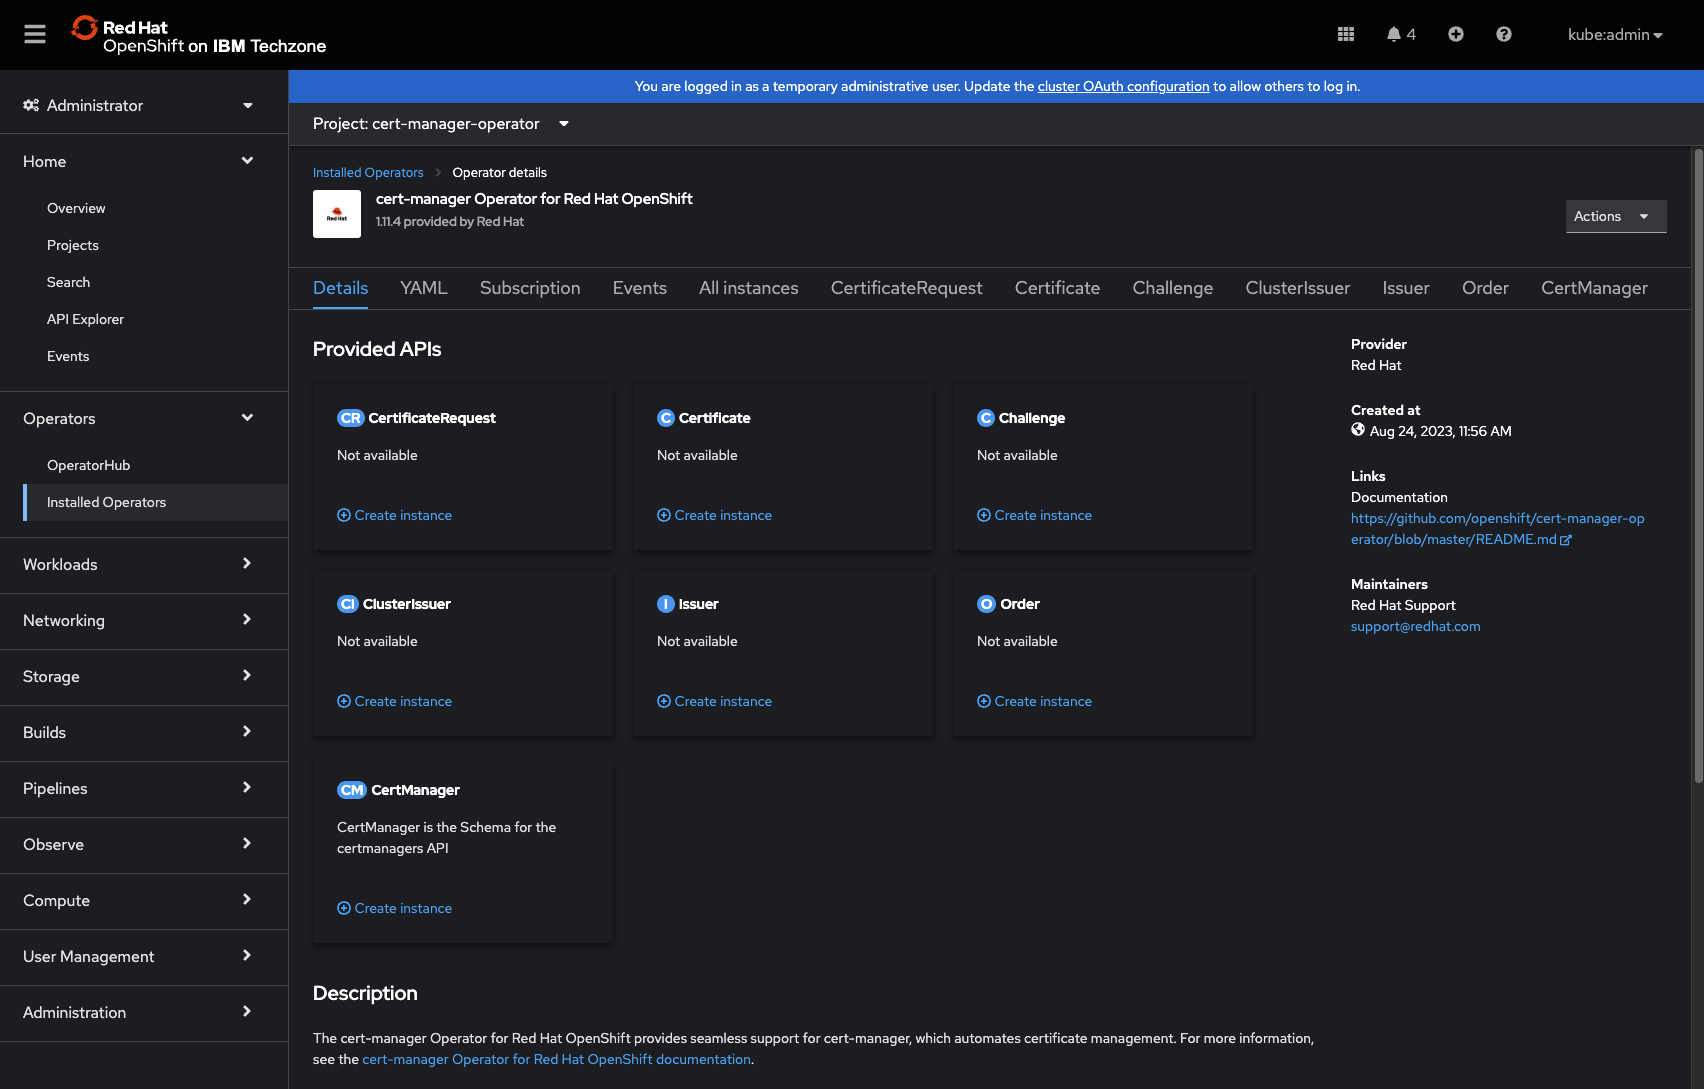 Red Hat
OpenShift on IBM Techzone
4
kube:admin
Administrator
Home
Overview
Projects
Search
API Explorer
Events
Operators
OperatorHub
Installed Operators
Workloads
Networking
Storage
Builds
Pipelines
Observe
Compute
User Management
Administration
You are logged in as a temporary administrative user. Update the cluster OAuth configuration to allow others to log in.
Project: cert-manager-operator
Installed Operators Operator details
Red Hat
cert-manager Operator for Red Hat OpenShift
1.11.4 provided by Red Hat
Actions
Details YAML Subscription Events All instances CertificateRequest Certificate Challenge ClusterIssuer Issuer Order CertManager
Provided APIs
CR CertificateRequest
Not available
Create instance
C Certificate
Not available
Create instance
C Challenge
Not available
Create instance
CI ClusterIssuer
Not available
Create instance
I Issuer
Not available
Create instance
O Order
Not available
Create instance
CM CertManager
CertManager is the Schema for the
certmanagers API
Create instance
Provider
Red Hat
Created at
Aug 24, 2023, 11:56 AM
Links
Documentation
https://github.com/openshift/cert-manager-op
erator/blob/master/README.md
Maintainers
Red Hat Support
support@redhat.com
Description
The cert-manager Operator for Red Hat OpenShift provides seamless support for cert-manager, which automates certificate management. For more information,
see the cert-manager Operator for Red Hat OpenShift documentation.